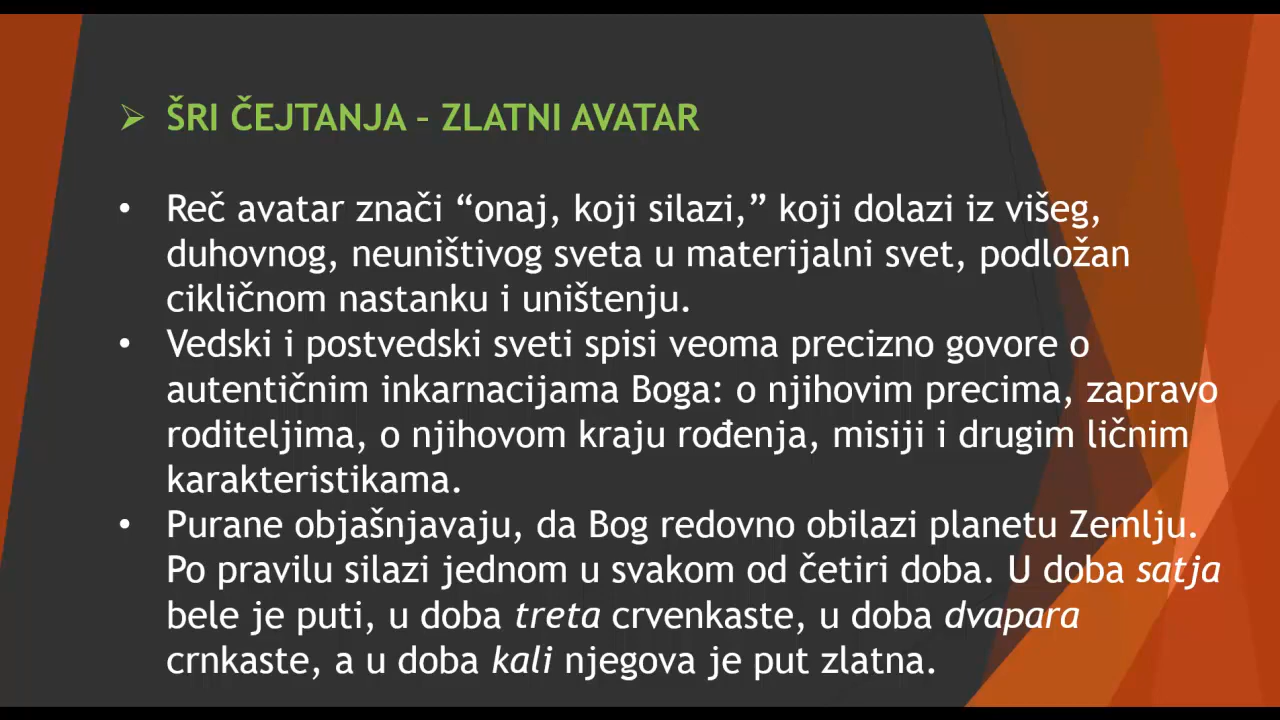 ➢ ŠRI ČEJTANJA – ZLATNI AVATAR
• Reč avatar znači “onaj, koji silazi,” koji dolazi iz višeg,
duhovnog, neuništivog sveta u materijalni svet, podložan
cikličnom nastanku i uništenju.
• Vedski i postvedski sveti spisi veoma precizno govore o
autentičnim inkarnacijama Boga: o njihovim precima, zapravo
roditeljima, o njihovom kraju rođenja, misiji i drugim ličnim
karakteristikama.
• Purane objašnjavaju, da Bog redovno obilazi planetu Zemlju.
Po pravilu silazi jednom u svakom od četiri doba. U doba satja
bele je puti, u doba treta crvenkaste, u doba dvapara
crnkaste, a u doba kali njegova je put zlatna.